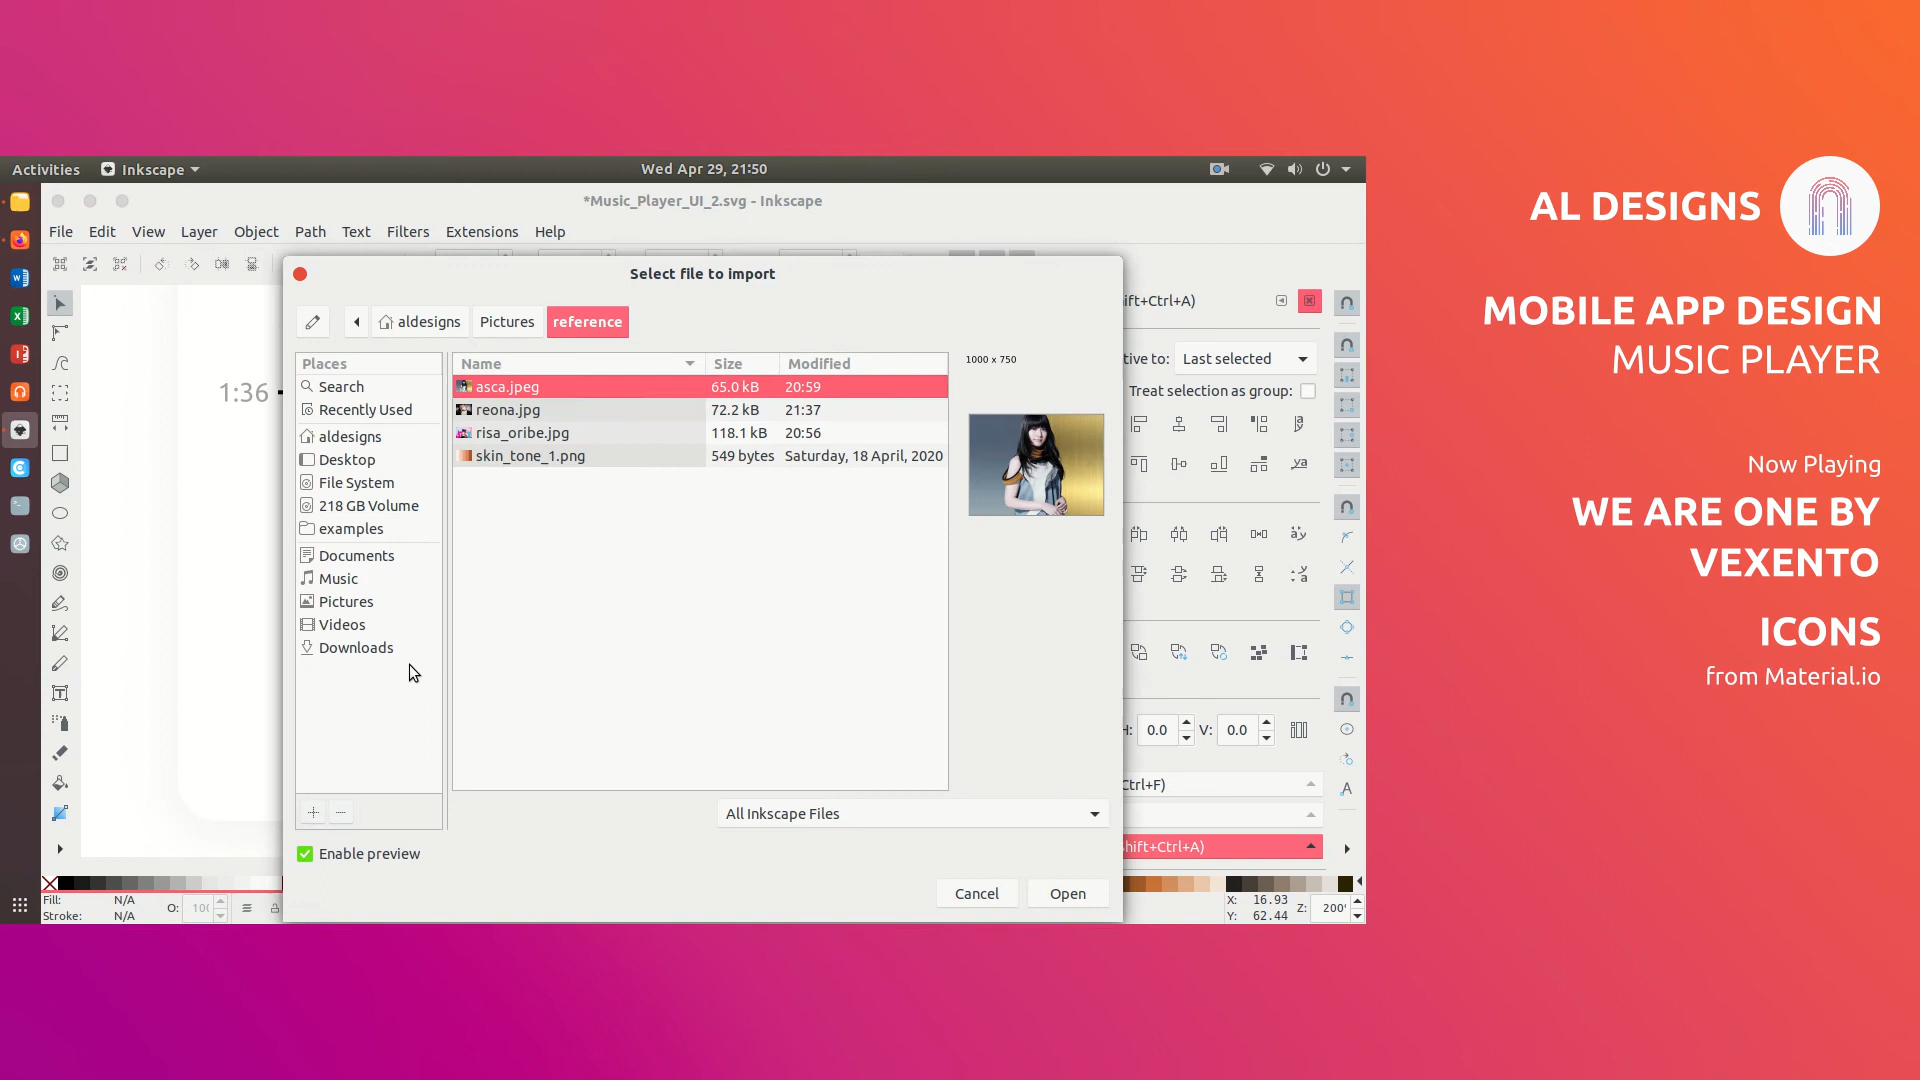 Activities
Inkscape
Wed Apr 29, 21:50
*Music_Player_UI_2.svg - Inkscape
File Edit View Layer Object Path Text Filters Extensions Help
Select file to import
aldesigns Pictures reference
Places
Search
Recently Used
aldesigns
Desktop
File System
218 GB Volume
examples
Documents
Music
Pictures
Videos
Downloads
Name Size Modified
asca.jpeg 65.0 kB 20:59
reona.jpg 72.2 kB 21:37
risa_oribe.jpg 118.1 kB 20:56
skin_tone_1.png 549 bytes Saturday, 18 April, 2020
1000 x 750
All Inkscape Files
Enable preview
Cancel Open
1:36
ift+Ctrl+A)
tive to: Last selected
Treat selection as group:
H: 0.0 V: 0.0
Ctrl+F)
hift+Ctrl+A)
Fill: N/A
Stroke: N/A
O: 10
X: 16.93
Y: 62.44
Z: 200
AL DESIGNS
MOBILE APP DESIGN
MUSIC PLAYER
Now Playing
WE ARE ONE BY
VEXENTO
ICONS
from Material.io